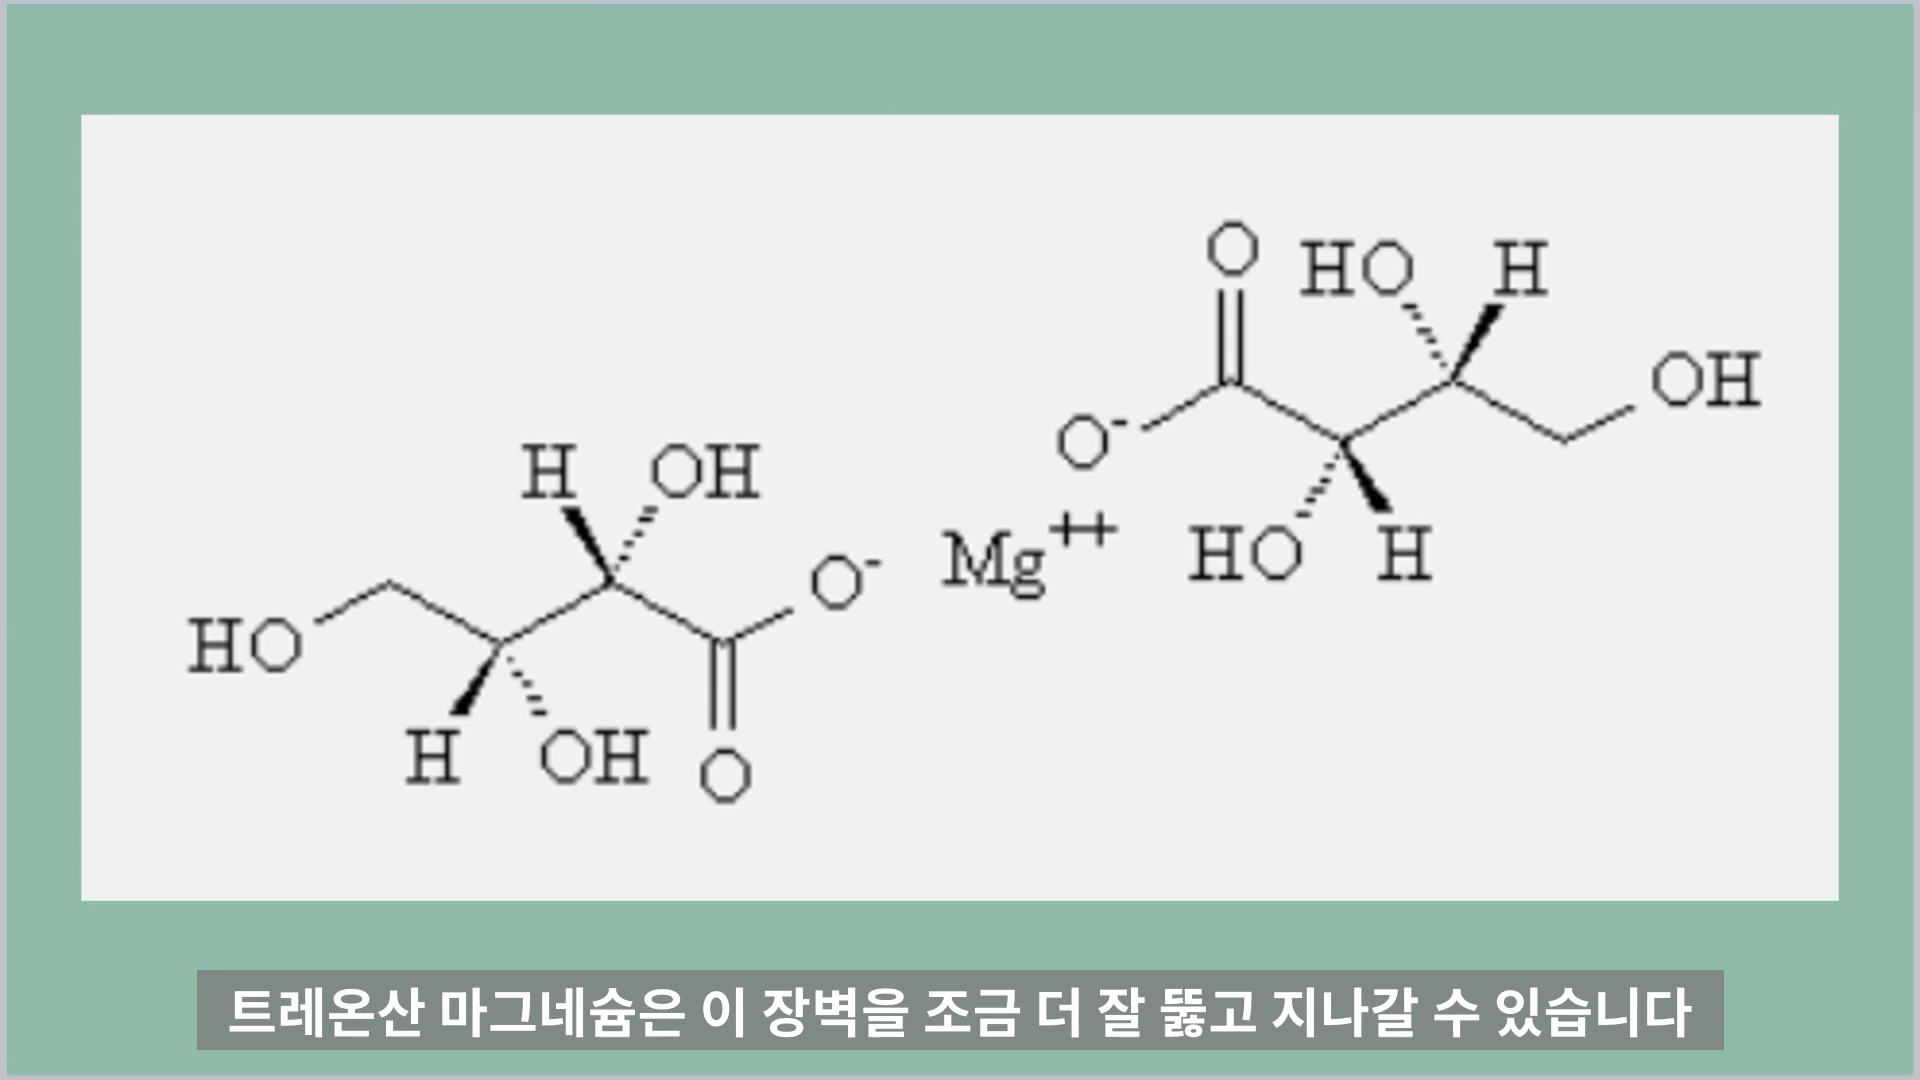 O HO H
OH
O-
H OH
Mg++
HO H
O-
HO
H OH
O
트레온산 마그네슘은 이 장벽을 조금 더 잘 뚫고 지나갈 수 있습니다